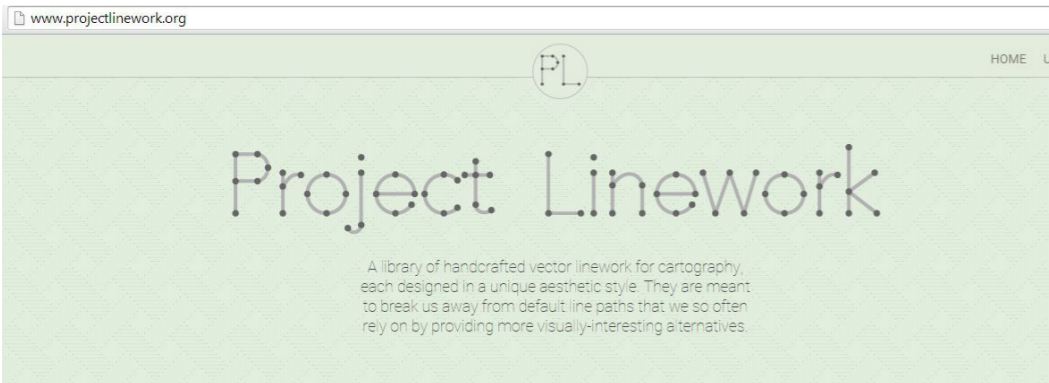 www.projectlinework.org
PL
HOME U
Project Linework
A library of handcrafted vector linework for cartography,
each designed in a unique aesthetic style. They are meant
to break us away from default line paths that we so often
rely on by providing more visually-interesting alternatives.